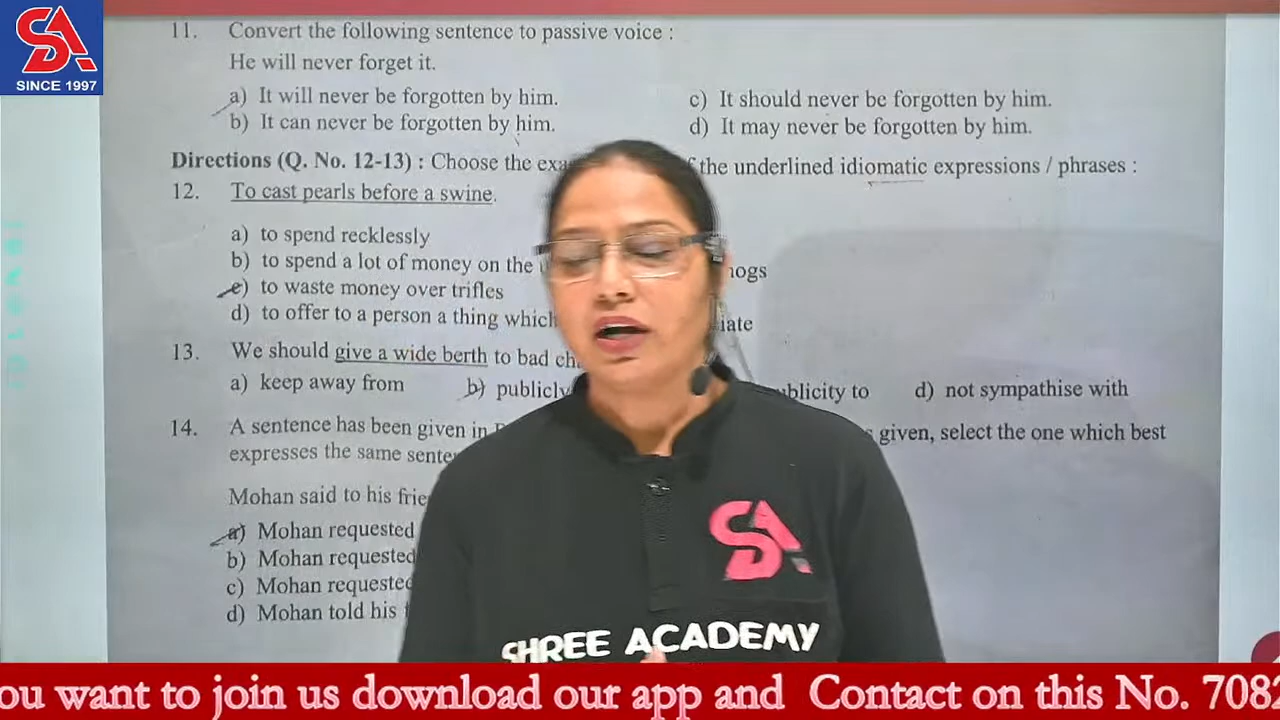 SA
SINCE 1997
11. Convert the following sentence to passive voice :
He will never forget it.
a) It will never be forgotten by him.
c) It should never be forgotten by him.
b) It can never be forgotten by him.
d) It may never be forgotten by him.
Directions (Q. No. 12-13) : Choose the the underlined idiomatic expressions / phrases :
12. To cast pearls before a swine.
a) to spend recklessly
b) to spend a lot of money on the hogs
c) to waste money over trifles
d) to offer to a person a thing which
13. We should give a wide berth to bad
a) keep away from b) publicly to d) not sympathise with
14. A sentence has been given in given, select the one which best
expresses the same
Mohan said to his
a) Mohan requested
b) Mohan requested
c) Mohan requested
d) Mohan told his
SA
SHREE ACADEMY
ou want to join us download our app and Contact on this No. 7082